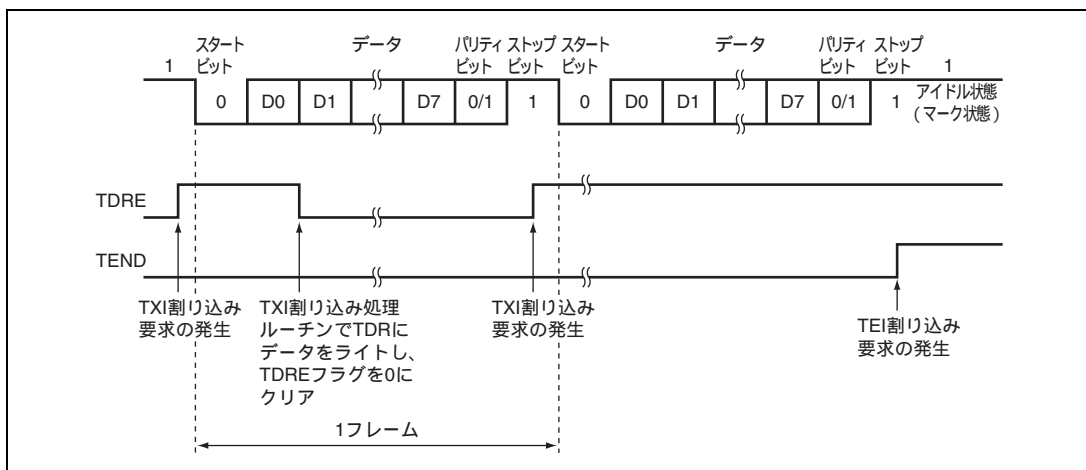 スタート
ビット
データ
パリティ ストップ スタート
ビット ビット ビット
データ
パリティ ストップ
ビット ビット
1
1
0 D0 D1 D7 0/1 1 0 D0 D1 D7 0/1 1
アイドル状態
(マーク状態)
TDRE
TEND
TXI割り込み
要求の発生
TXI割り込み処理
ルーチンでTDRに
データをライトし、
TDREフラグを0に
クリア
TXI割り込み
要求の発生
TEI割り込み
要求の発生
1フレーム